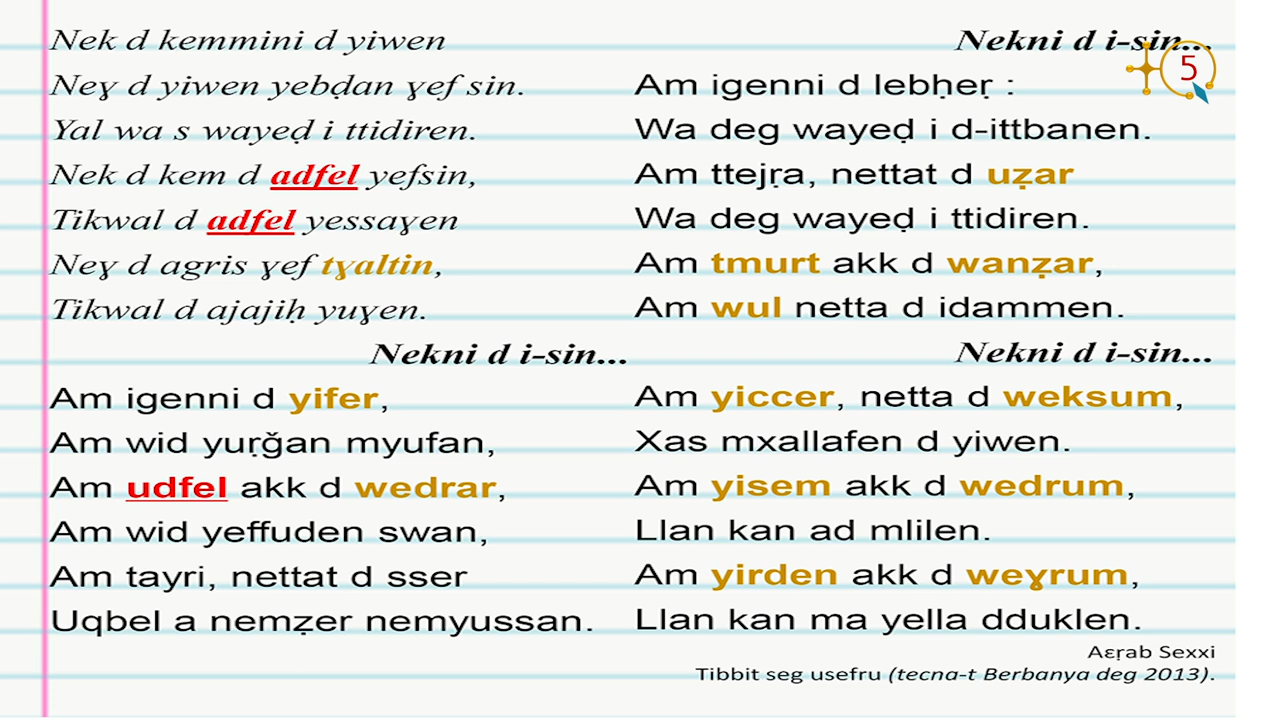 Nek d kemmini d yiwen
Neɣ d yiwen yebḍan ɣef sin.
Yal wa s wayeḍ i ttidiren.
Nek d kem d adfel yefsin,
Tikwal d adfel yessaɣen
Neɣ d agris ɣef tɣaltin,
Tikwal d ajajiḥ yuɣen.
Nekni d i-sin...
Am igenni d yifer,
Am wid yuṛǧan myufan,
Am udfel akk d wedrar,
Am wid yeffuden swan,
Am tayri, nettat d sser
Uqbel a nemẓer nemyussan.
Nekni d i-sin...
5
Am igenni d lebḥeṛ :
Wa deg wayeḍ i d-ittbanen.
Am ttejṛa, nettat d uẓar
Wa deg wayeḍ i ttidiren.
Am tmurt akk d wanẓar,
Am wul netta d idammen.
Nekni d i-sin...
Am yiccer, netta d weksum,
Xas mxallafen d yiwen.
Am yisem akk d wedrum,
Llan kan ad mlilen.
Am yirden akk d weɣrum,
Llan kan ma yella dduklen.
Aɛṛab Sexxi
Tibbit seg usefru (tecna-t Berbanya deg 2013).